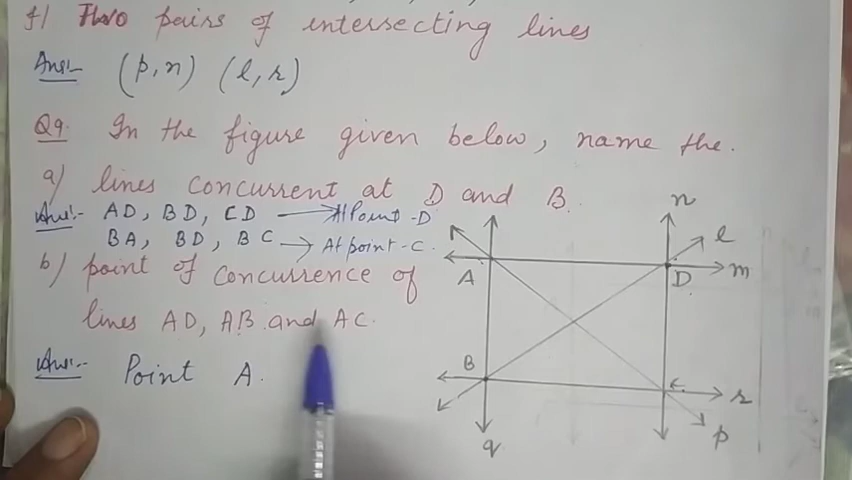 f) Two pairs of intersecting lines
Ans:- (p, n) (l, r)
Q9. In the figure given below, name the.
a) lines concurrent at D and B.
Ans:- AD, BD, CD → At Point - D
BA, BD, BC → At point - C.
b) point of concurrence of
lines AD, AB and AC.
Ans:- Point A.
n
l
A
D
m
B
C
r
q
p